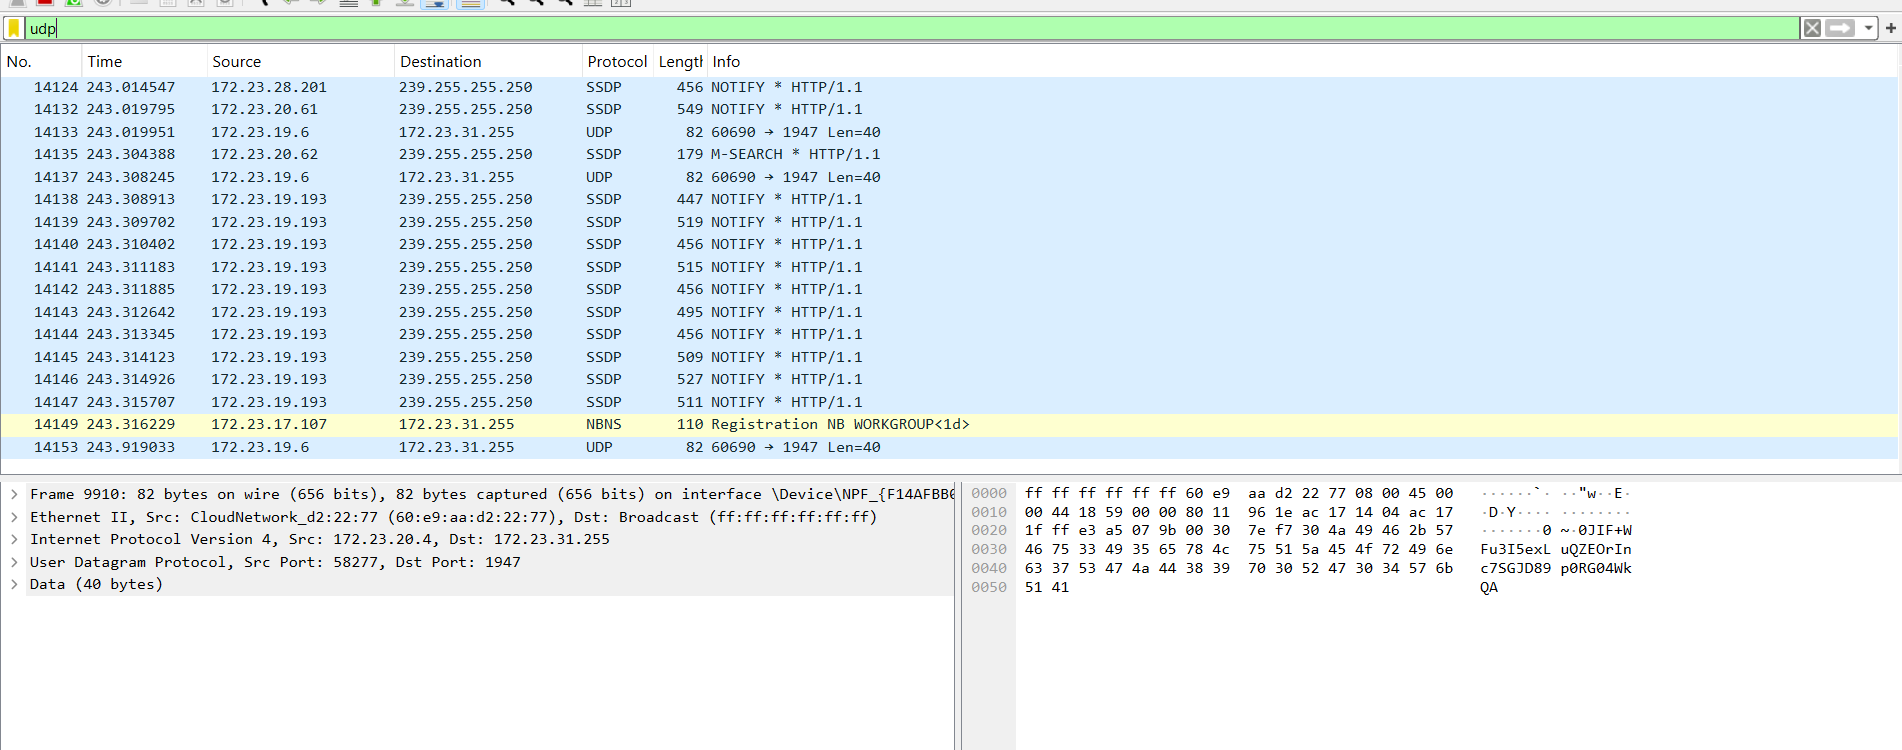 udp
No. Time Source Destination Protocol Length Info
14124 243.014547 172.23.28.201 239.255.255.250 SSDP 456 NOTIFY * HTTP/1.1
14132 243.019795 172.23.20.61 239.255.255.250 SSDP 549 NOTIFY * HTTP/1.1
14133 243.019951 172.23.19.6 172.23.31.255 UDP 82 60690 → 1947 Len=40
14135 243.304388 172.23.20.62 239.255.255.250 SSDP 179 M-SEARCH * HTTP/1.1
14137 243.308245 172.23.19.6 172.23.31.255 UDP 82 60690 → 1947 Len=40
14138 243.308913 172.23.19.193 239.255.255.250 SSDP 447 NOTIFY * HTTP/1.1
14139 243.309702 172.23.19.193 239.255.255.250 SSDP 519 NOTIFY * HTTP/1.1
14140 243.310402 172.23.19.193 239.255.255.250 SSDP 456 NOTIFY * HTTP/1.1
14141 243.311183 172.23.19.193 239.255.255.250 SSDP 515 NOTIFY * HTTP/1.1
14142 243.311885 172.23.19.193 239.255.255.250 SSDP 456 NOTIFY * HTTP/1.1
14143 243.312642 172.23.19.193 239.255.255.250 SSDP 495 NOTIFY * HTTP/1.1
14144 243.313345 172.23.19.193 239.255.255.250 SSDP 456 NOTIFY * HTTP/1.1
14145 243.314123 172.23.19.193 239.255.255.250 SSDP 509 NOTIFY * HTTP/1.1
14146 243.314926 172.23.19.193 239.255.255.250 SSDP 527 NOTIFY * HTTP/1.1
14147 243.315707 172.23.19.193 239.255.255.250 SSDP 511 NOTIFY * HTTP/1.1
14149 243.316229 172.23.17.107 172.23.31.255 NBNS 110 Registration NB WORKGROUP<1d>
14153 243.919033 172.23.19.6 172.23.31.255 UDP 82 60690 → 1947 Len=40
Frame 9910: 82 bytes on wire (656 bits), 82 bytes captured (656 bits) on interface \Device\NPF_{F14AFBB0
Ethernet II, Src: CloudNetwork_d2:22:77 (60:e9:aa:d2:22:77), Dst: Broadcast (ff:ff:ff:ff:ff:ff)
Internet Protocol Version 4, Src: 172.23.20.4, Dst: 172.23.31.255
User Datagram Protocol, Src Port: 58277, Dst Port: 1947
Data (40 bytes)
0000 ff ff ff ff ff ff 60 e9 aa d2 22 77 08 00 45 00 ······`· ··"w··E·
0010 00 44 18 59 00 00 80 11 96 1e ac 17 14 04 ac 17 ·D·Y···· ········
0020 1f ff e3 a5 07 9b 00 30 7e f7 30 4a 49 46 2b 57 ·······0 ~·0JIF+W
0030 46 75 33 49 35 65 78 4c 75 51 5a 45 4f 72 49 6e Fu3I5exL uQZEOrIn
0040 63 37 53 47 4a 44 38 39 70 30 52 47 30 34 57 6b c7SGJD89 p0RG04Wk
0050 51 41 QA